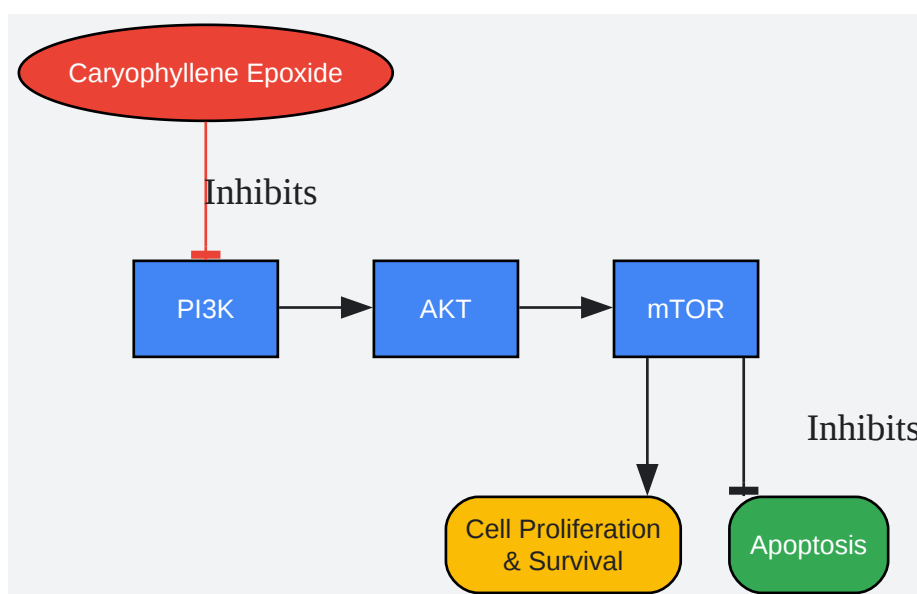 Caryophyllene Epoxide
Inhibits
PI3K
AKT
mTOR
Inhibits
Cell Proliferation
& Survival
Apoptosis